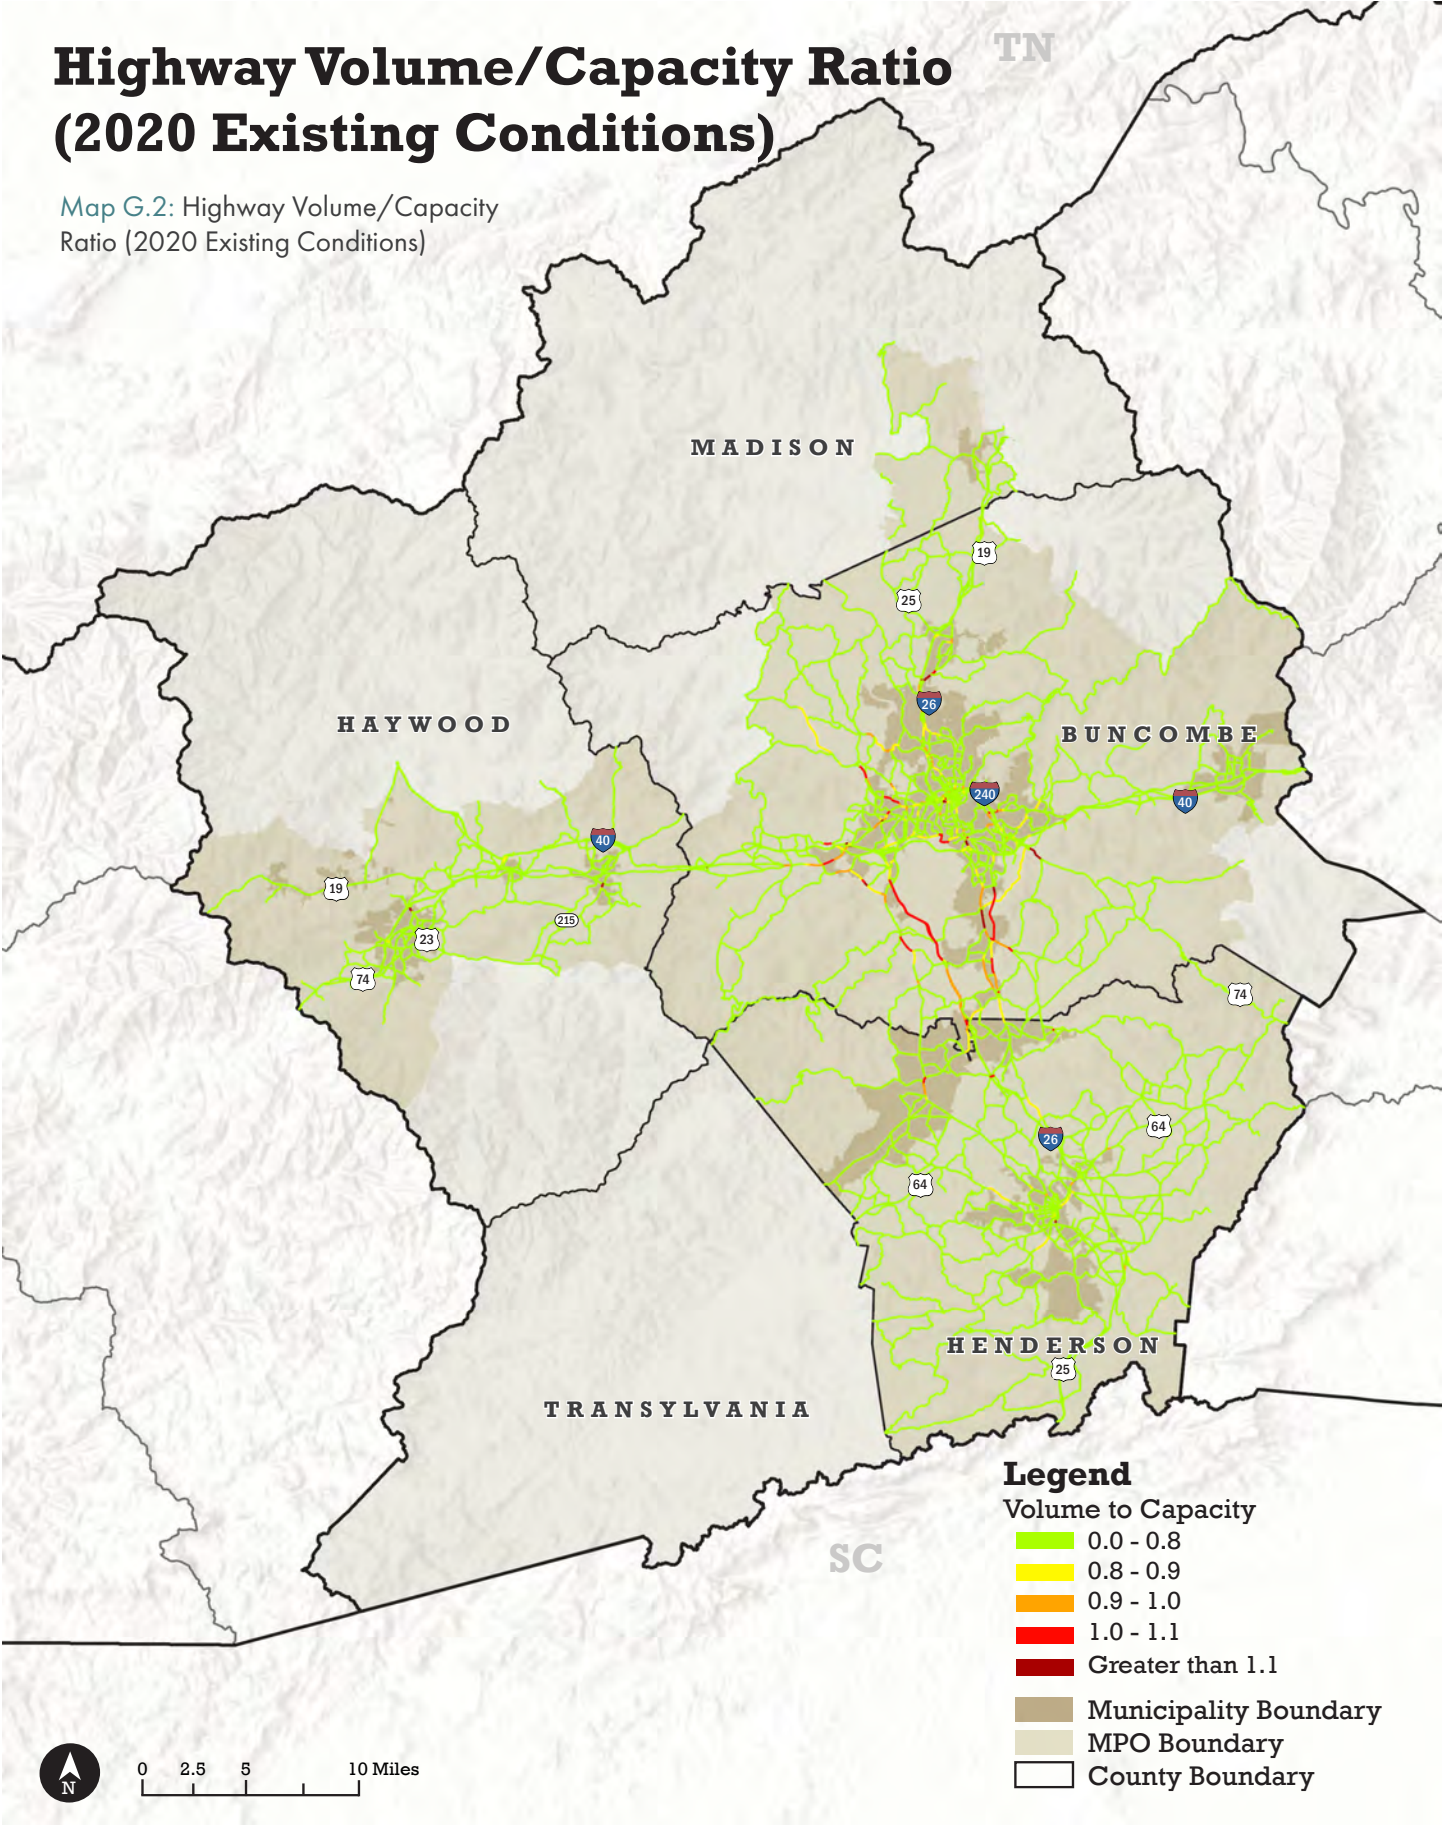 Highway Volume/Capacity Ratio
(2020 Existing Conditions)
Map G.2: Highway Volume/Capacity
Ratio (2020 Existing Conditions)
TN
MADISON
19
25
26
HAYWOOD
BUNCOMBE
240
40
40
19
215
23
74
74
64
26
64
HENDERSON
25
TRANSYLVANIA
SC
Legend
Volume to Capacity
0.0 - 0.8
0.8 - 0.9
0.9 - 1.0
1.0 - 1.1
Greater than 1.1
Municipality Boundary
MPO Boundary
County Boundary
N
0 2.5 5 10 Miles